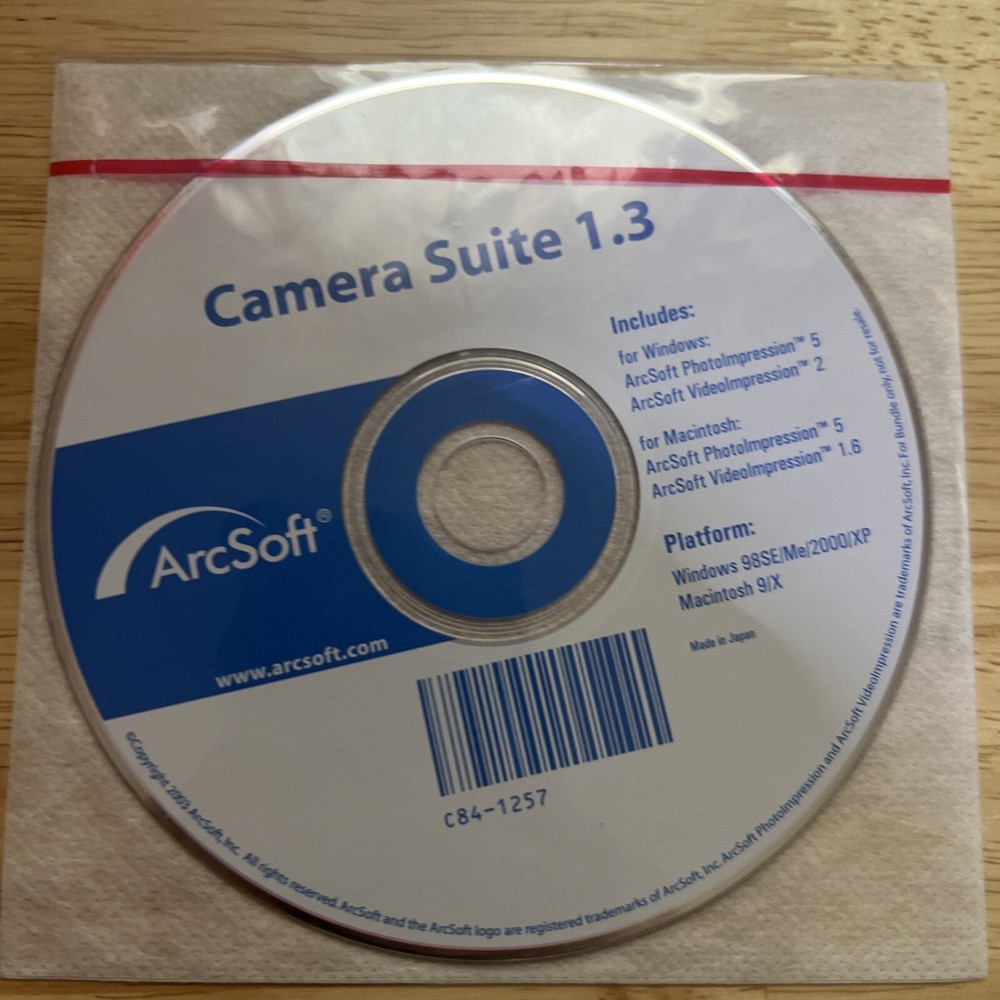 Camera Suite 1.3
Includes:
for Windows:
ArcSoft PhotoImpression™ 5
ArcSoft VideoImpression™ 2
for Macintosh:
ArcSoft PhotoImpression™ 5
ArcSoft VideoImpression™ 1.6
Platform:
Windows 98SE/Me/2000/XP
Macintosh 9/X
Made in Japan
ArcSoft®
www.arcsoft.com
C84-1257
©Copyright 2003 ArcSoft, Inc. All rights reserved. ArcSoft and the ArcSoft logo are registered trademarks of ArcSoft, Inc. ArcSoft PhotoImpression and ArcSoft VideoImpression are trademarks of ArcSoft, Inc. For Bundle only, not for resale.